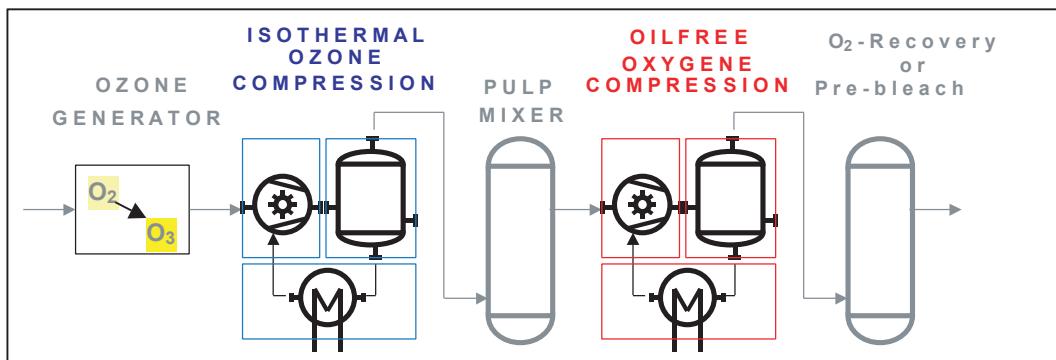 OZONE
GENERATOR
O₂
O₃
ISOTHERMAL
OZONE
COMPRESSION
PULP
MIXER
OILFREE
OXYGENE
COMPRESSION
O₂-Recovery
or
Pre-bleach